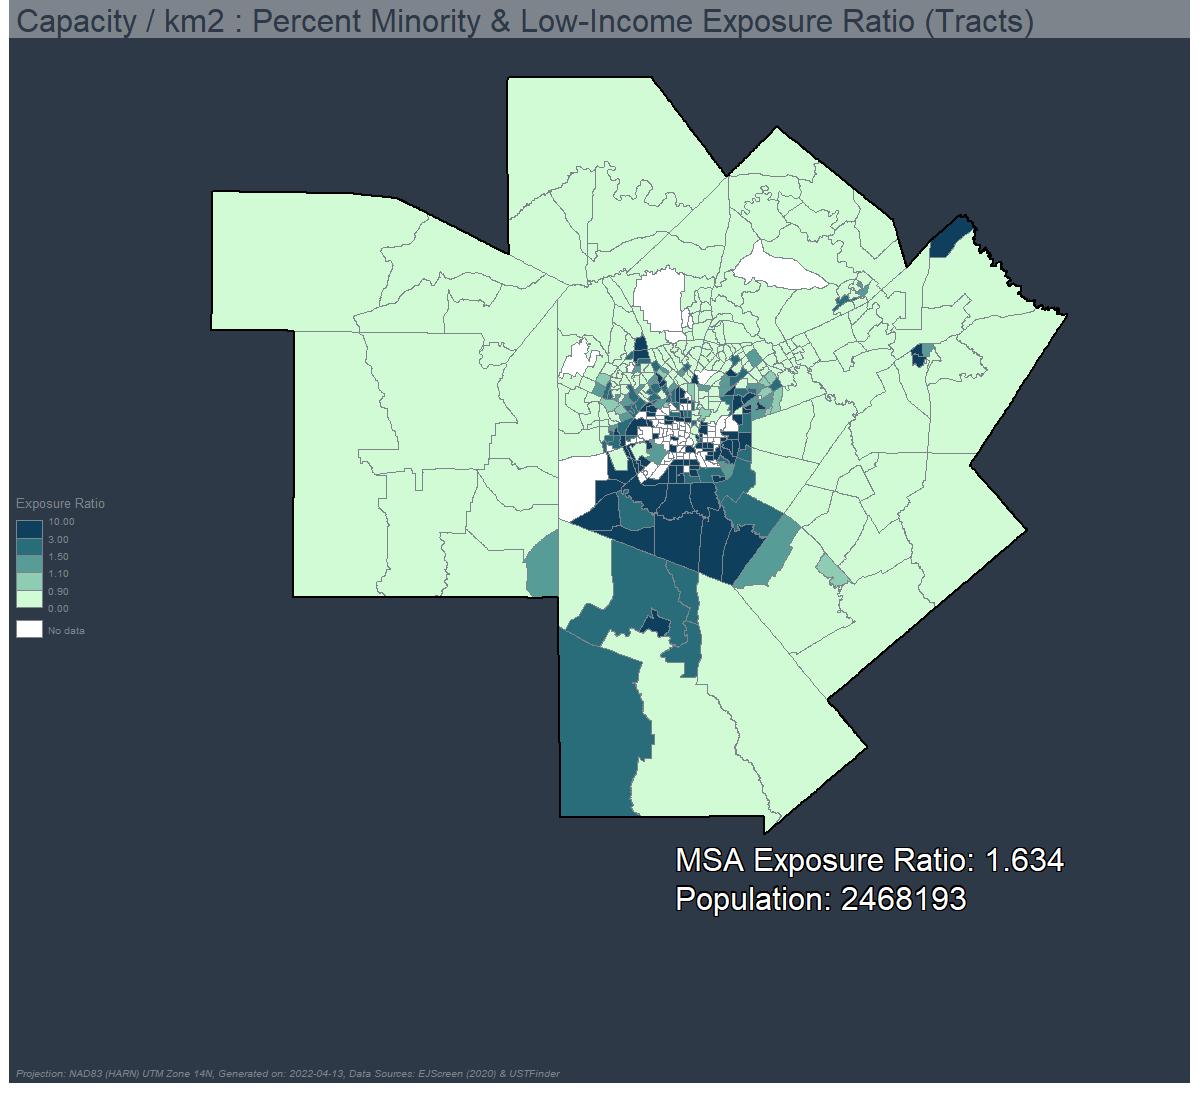 Capacity / km2 : Percent Minority & Low-Income Exposure Ratio (Tracts)
Exposure Ratio
10.00
3.00
1.50
1.10
0.90
0.00
No data
MSA Exposure Ratio: 1.634
Population: 2468193
Projection: NAD83 (HARN) UTM Zone 14N, Generated on: 2022-04-13, Data Sources: EJScreen (2020) & USTFinder